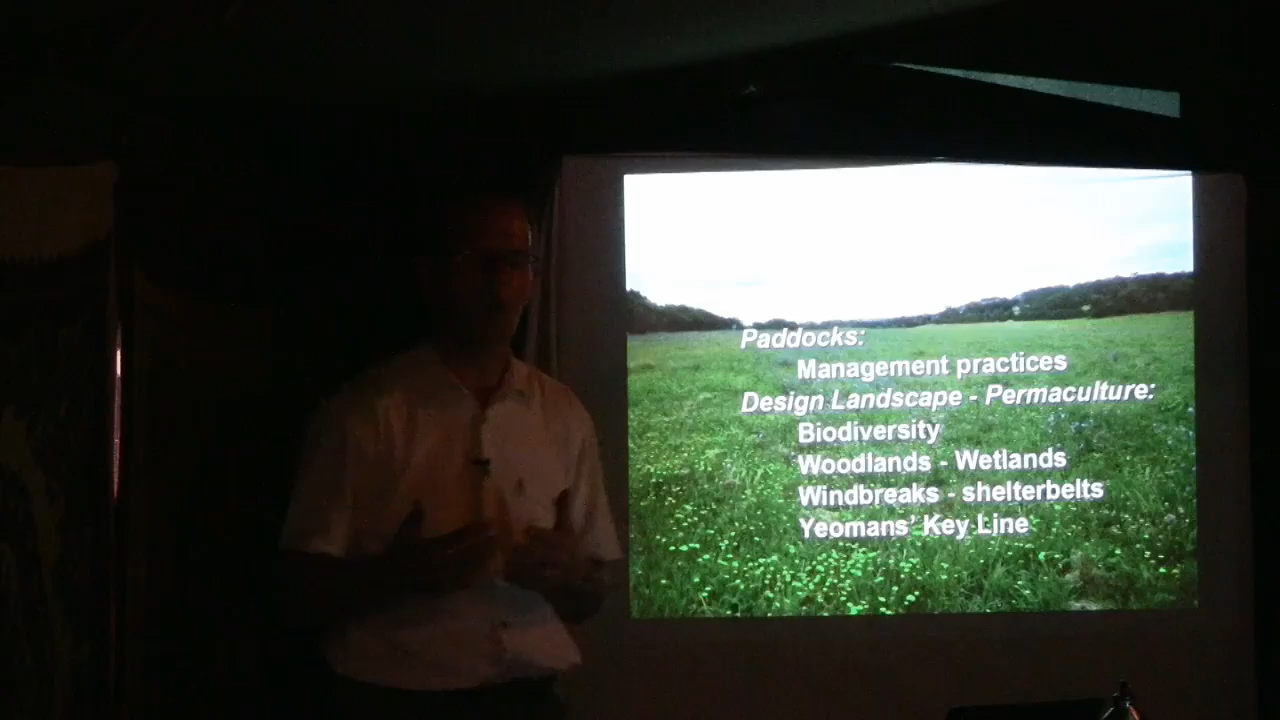 Paddocks:
Management practices
Design Landscape - Permaculture:
Biodiversity
Woodlands - Wetlands
Windbreaks - shelterbelts
Yeomans' Key Line